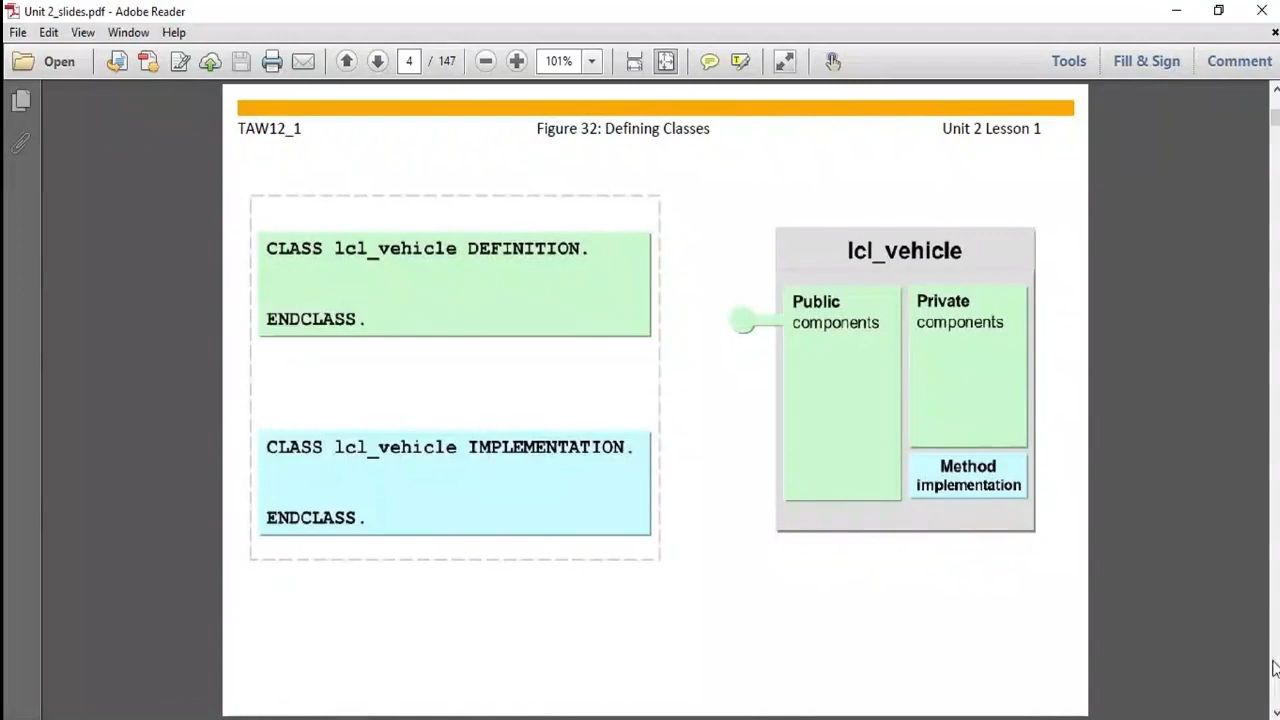 Unit 2_slides.pdf - Adobe Reader
File Edit View Window Help
Open 4 / 147 101% Tools Fill & Sign Comment
TAW12_1 Figure 32: Defining Classes Unit 2 Lesson 1
CLASS lcl_vehicle DEFINITION.
ENDCLASS.
CLASS lcl_vehicle IMPLEMENTATION.
ENDCLASS.
lcl_vehicle
Public
components
Private
components
Method
implementation